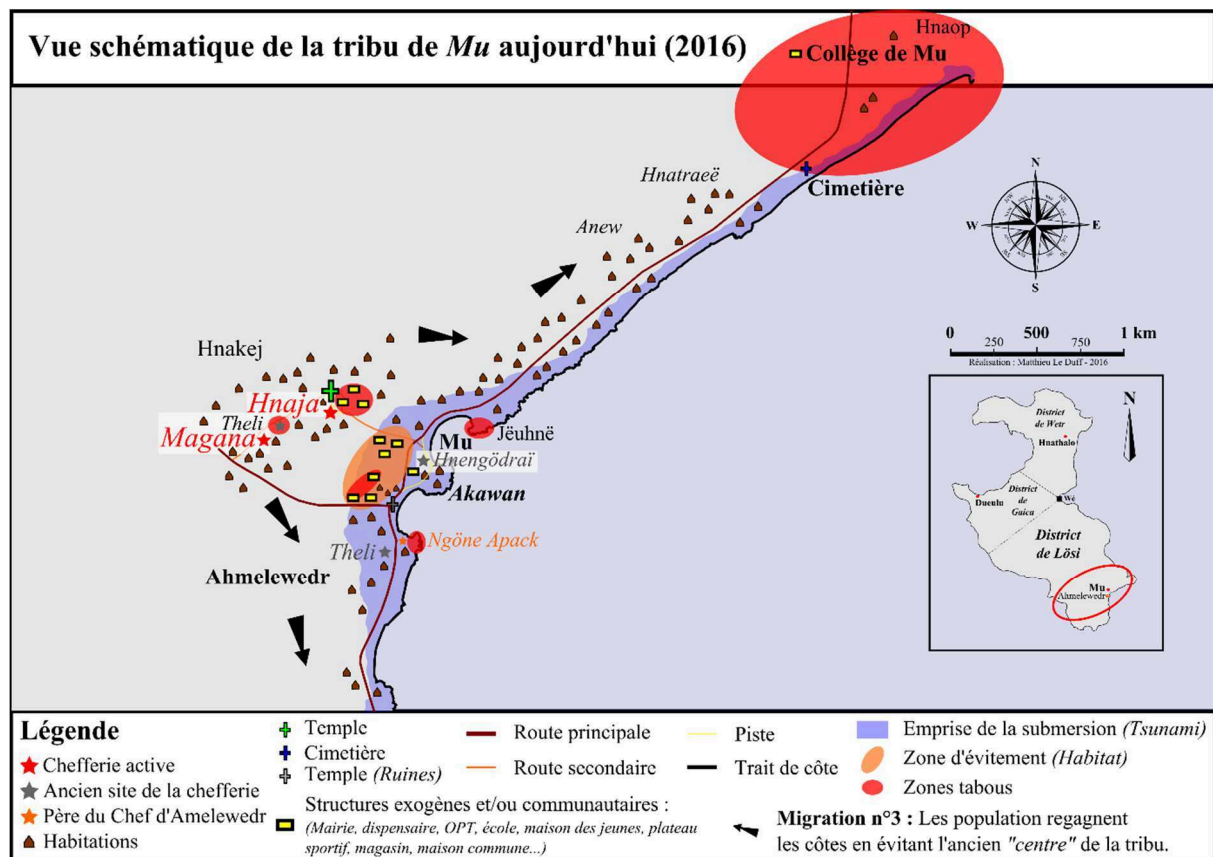 Vue schématique de la tribu de Mu aujourd'hui (2016)
Hnaop
Collège de Mu
Cimetière
Hnatraeë
Anew
N
W
E
S
0 500 1 km
250 750
Réalisation : Matthieu Le Duff - 2016
Hnakej
Hnaja
Theli
Magana
Mu
Jëuhnë
Hnengödraï
Akawan
Theli
Ngöne Apack
Ahmelewedr
N
District de Wetr
Hnathalo
District de Gaica
Wé
Dueulu
District de Lösi
Mu
Ahmelewedr
Légende
Chefferie active
Ancien site de la chefferie
Père du Chef d'Amelewedr
Habitations
Temple
Cimetière
Temple (Ruines)
Structures exogènes et/ou communautaires :
(Mairie, dispensaire, OPT, école, maison des jeunes, plateau
sportif, magasin, maison commune...)
Route principale
Route secondaire
Piste
Trait de côte
Emprise de la submersion (Tsunami)
Zone d'évitement (Habitat)
Zones tabous
Migration n°3 : Les population regagnent
les côtes en évitant l'ancien "centre" de la tribu.